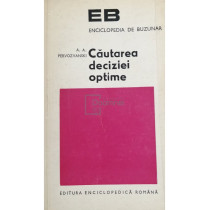 EB
ENCICLOPEDIA DE BUZUNAR
A. A.
PERVOZVANSKI
Căutarea
deciziei
optime
EDITURA ENCICLOPEDICĂ ROMÂNĂ